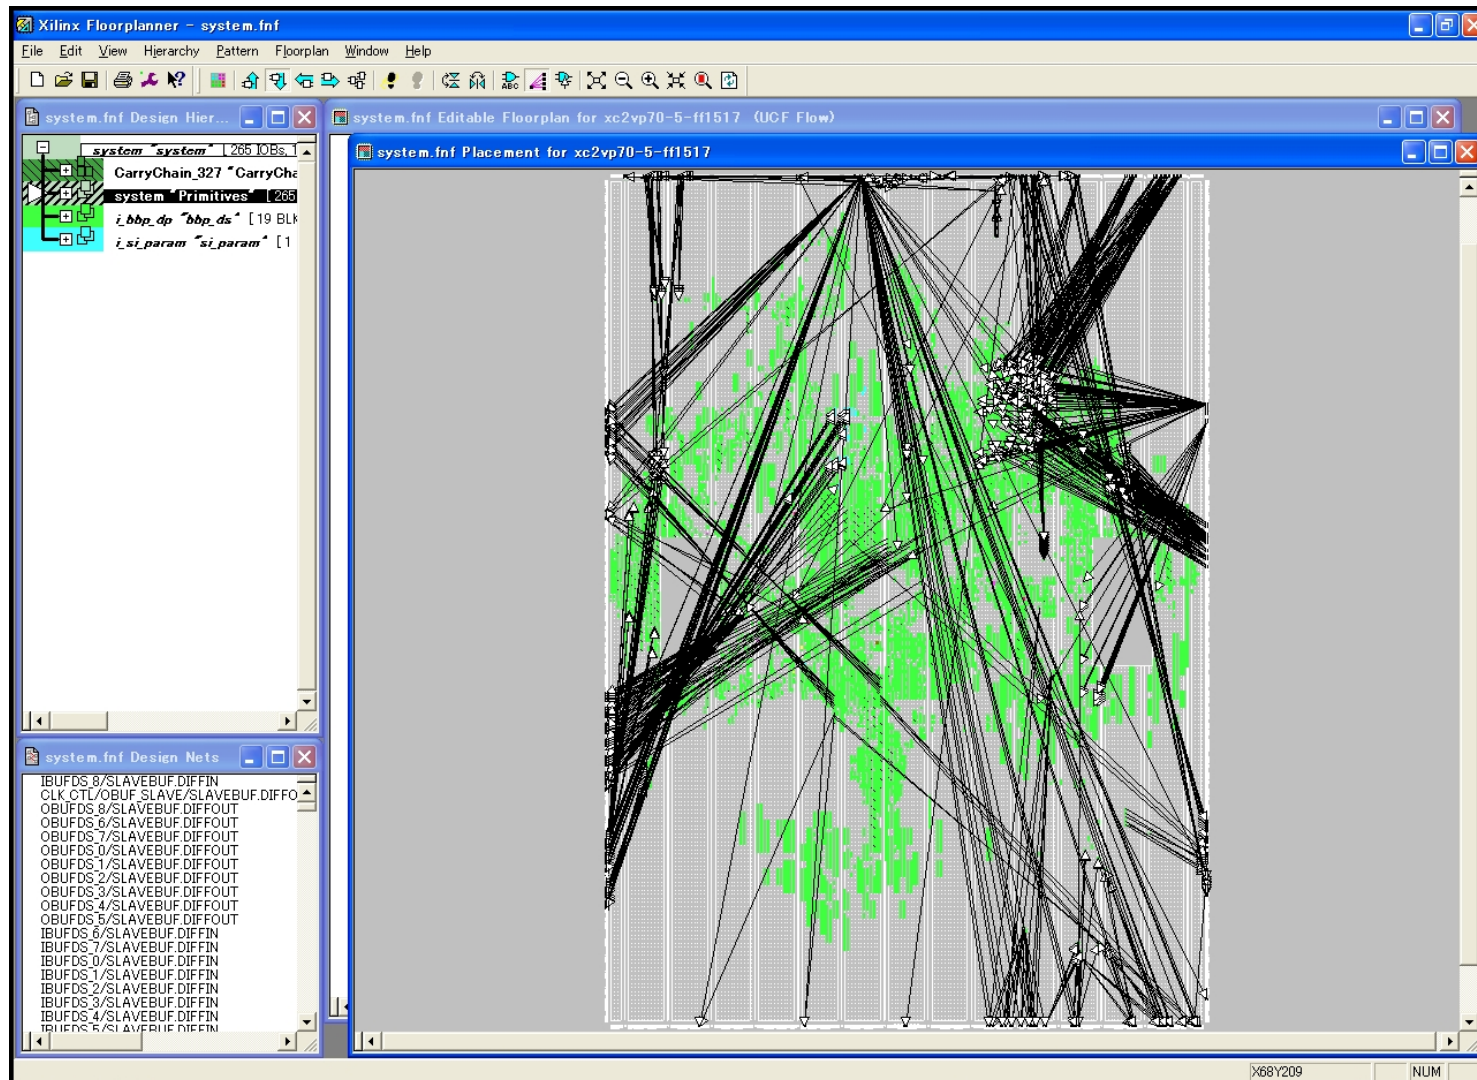 Xilinx Floorplanner - system.fnf
File Edit View Hierarchy Pattern Floorplan Window Help
ABC
system.fnf Design Hier...
system "system" [ 265 IOBs, 1
CarryChain_327 "CarryCha
system "Primitives" [ 265
i_bbp_dp "bbp_ds" [ 19 BLK
i_si_param "si_param" [ 1
system.fnf Editable Floorplan for xc2vp70-5-ff1517 (UCF Flow)
system.fnf Placement for xc2vp70-5-ff1517
system.fnf Design Nets
IBUFDS_8/SLAVEBUF.DIFFIN
CLK_CTL/OBUF_SLAVE/SLAVEBUF.DIFFO
OBUFDS_8/SLAVEBUF.DIFFOUT
OBUFDS_6/SLAVEBUF.DIFFOUT
OBUFDS_7/SLAVEBUF.DIFFOUT
OBUFDS_0/SLAVEBUF.DIFFOUT
OBUFDS_1/SLAVEBUF.DIFFOUT
OBUFDS_2/SLAVEBUF.DIFFOUT
OBUFDS_3/SLAVEBUF.DIFFOUT
OBUFDS_4/SLAVEBUF.DIFFOUT
OBUFDS_5/SLAVEBUF.DIFFOUT
IBUFDS_6/SLAVEBUF.DIFFIN
IBUFDS_7/SLAVEBUF.DIFFIN
IBUFDS_0/SLAVEBUF.DIFFIN
IBUFDS_1/SLAVEBUF.DIFFIN
IBUFDS_2/SLAVEBUF.DIFFIN
IBUFDS_3/SLAVEBUF.DIFFIN
IBUFDS_4/SLAVEBUF.DIFFIN
IBUFDS_5/SLAVEBUF.DIFFIN
X68Y209
NUM